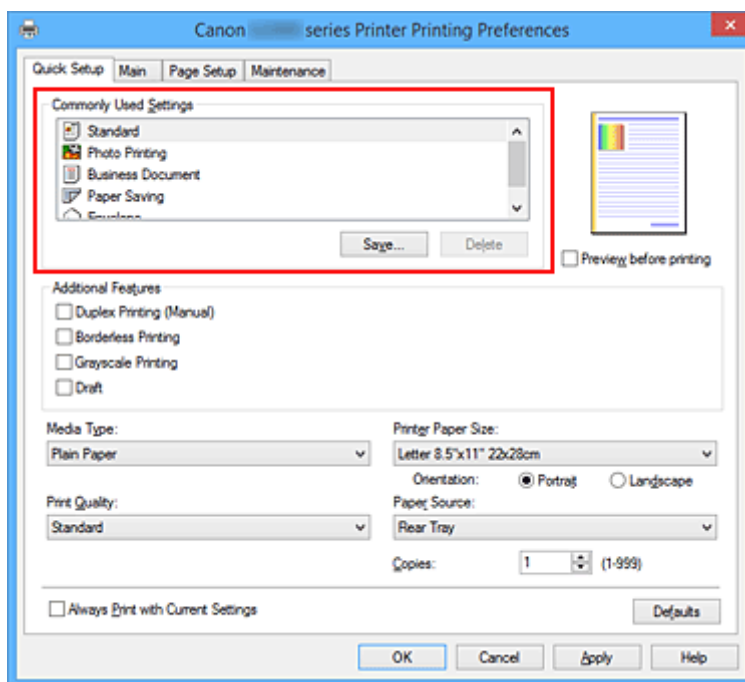 Canon series Printer Printing Preferences
Quick Setup Main Page Setup Maintenance
Commonly Used Settings
Standard
Photo Printing
Business Document
Paper Saving
Envelope
Save... Delete
Preview before printing
Additional Features
Duplex Printing (Manual)
Borderless Printing
Grayscale Printing
Draft
Media Type: Printer Paper Size:
Plain Paper Letter 8.5"x11" 22x28cm
Orientation: Portrait Landscape
Print Quality: Paper Source:
Standard Rear Tray
Copies: 1 (1-999)
Always Print with Current Settings Defaults
OK Cancel Apply Help